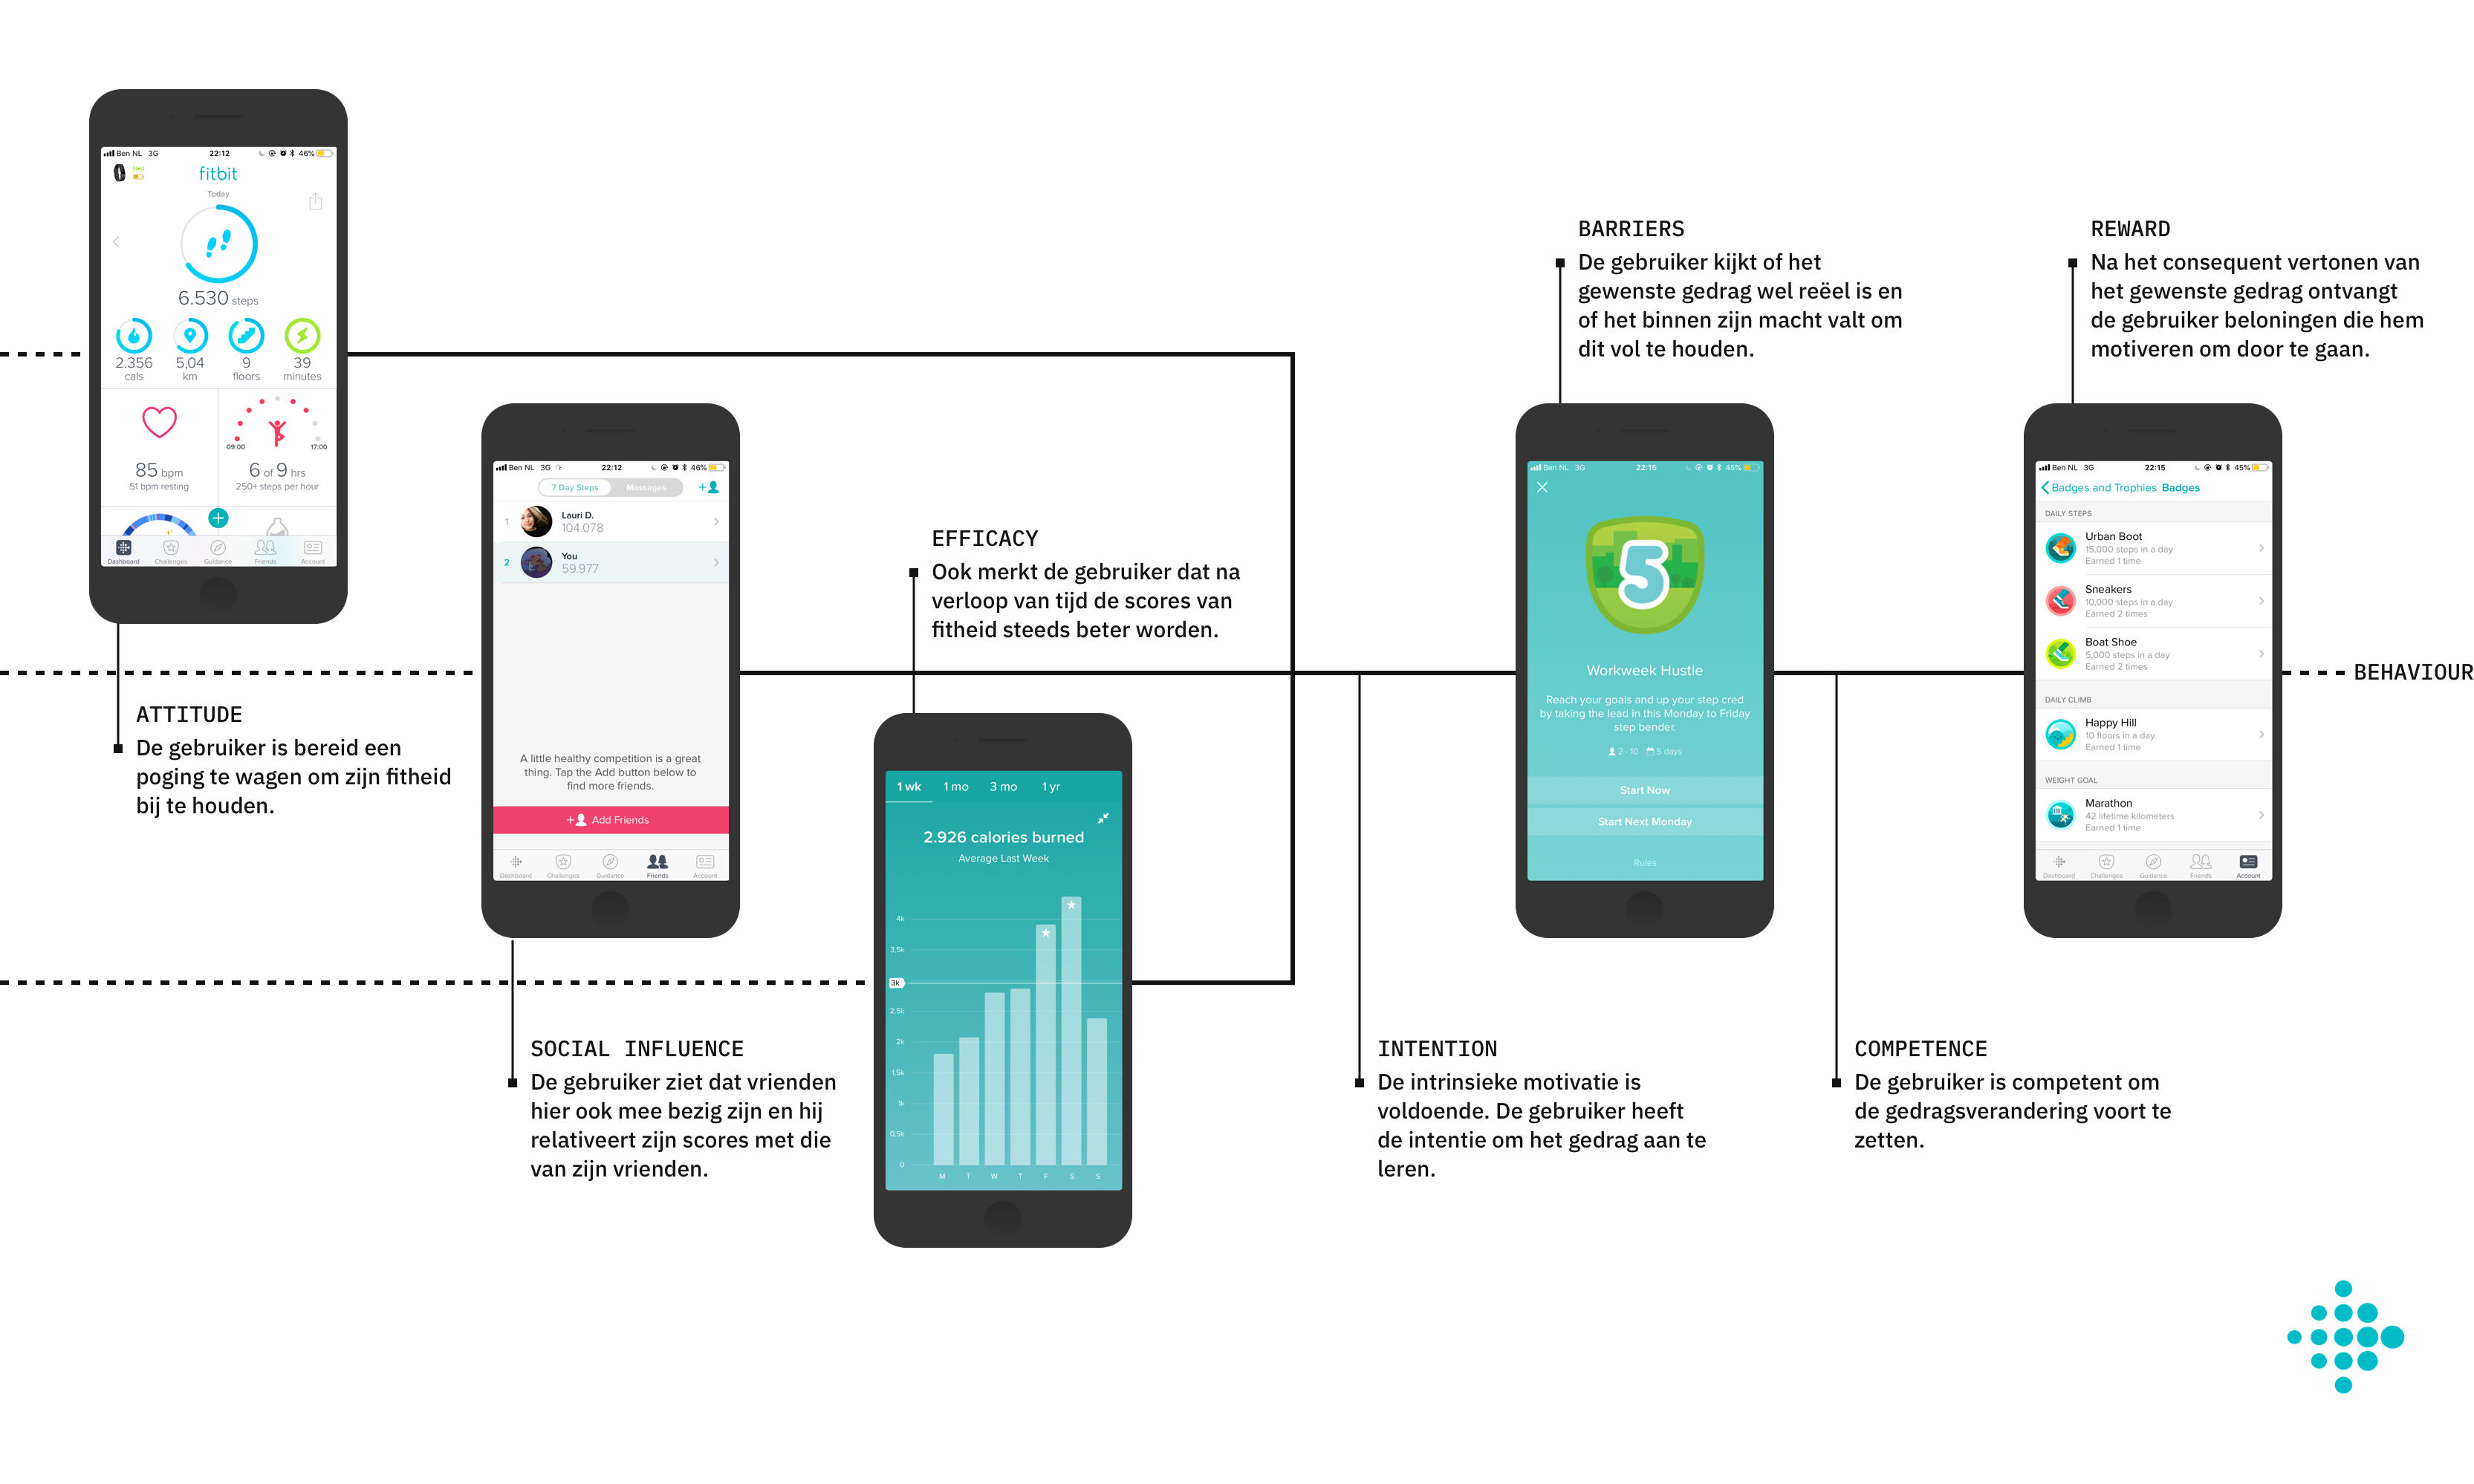 Ben NL 3G 22:12 46%
fitbit
Today
6.530 steps
2.356 5,04 9 39
cals km floors minutes
09:00 17:00
85 bpm 6 of 9 hrs
51 bpm resting 250+ steps per hour
Dashboard Challenges Guidance Friends Account
ATTITUDE
De gebruiker is bereid een
poging te wagen om zijn fitheid
bij te houden.
Ben NL 3G 22:12 46%
7 Day Steps Messages
1 Lauri D.
104.078
2 You
59.977
A little healthy competition is a great
thing. Tap the Add button below to
find more friends.
Add Friends
Dashboard Challenges Guidance Friends Account
SOCIAL INFLUENCE
De gebruiker ziet dat vrienden
hier ook mee bezig zijn en hij
relativeert zijn scores met die
van zijn vrienden.
EFFICACY
Ook merkt de gebruiker dat na
verloop van tijd de scores van
fitheid steeds beter worden.
1 wk 1 mo 3 mo 1 yr
2.926 calories burned
Average Last Week
4k
3,5k
3k
2,5k
2k
1,5k
1k
0,5k
0
M T W T F S S
INTENTION
De intrinsieke motivatie is
voldoende. De gebruiker heeft
de intentie om het gedrag aan te
leren.
BARRIERS
De gebruiker kijkt of het
gewenste gedrag wel reëel is en
of het binnen zijn macht valt om
dit vol te houden.
Ben NL 3G 22:15 45%
5
Workweek Hustle
Reach your goals and up your step cred
by taking the lead in this Monday to Friday
step bender.
2 - 10 5 days
Start Now
Start Next Monday
Rules
COMPETENCE
De gebruiker is competent om
de gedragsverandering voort te
zetten.
REWARD
Na het consequent vertonen van
het gewenste gedrag ontvangt
de gebruiker beloningen die hem
motiveren om door te gaan.
Ben NL 3G 22:15 45%
Badges and Trophies Badges
DAILY STEPS
Urban Boot
15,000 steps in a day
Earned 1 time
Sneakers
10,000 steps in a day
Earned 2 times
Boat Shoe
5,000 steps in a day
Earned 2 times
DAILY CLIMB
Happy Hill
10 floors in a day
Earned 1 time
WEIGHT GOAL
Marathon
42 lifetime kilometers
Earned 1 time
Dashboard Challenges Guidance Friends Account
BEHAVIOUR